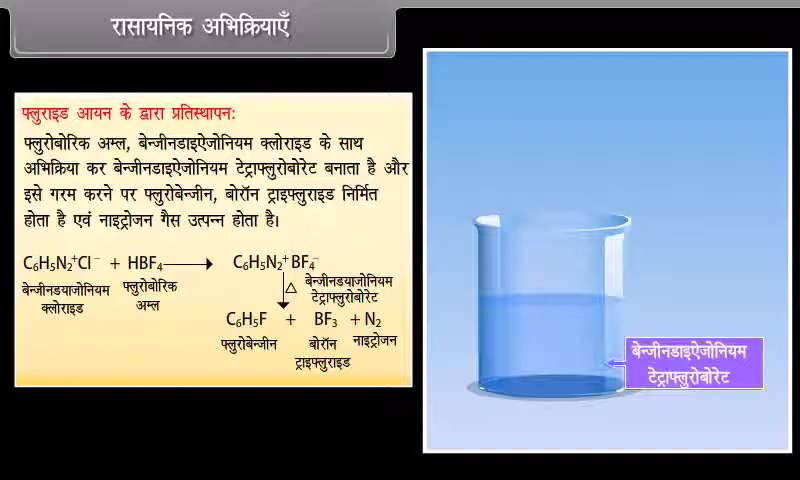 रासायनिक अभिक्रियाएँ
फ्लुराइड आयन के द्वारा प्रतिस्थापन:
फ्लुरोबोरिक अम्ल, बेन्जीनडाइऐजोनियम क्लोराइड के साथ
अभिक्रिया कर बेन्जीनडाइऐजोनियम टेट्राफ्लुरोबोरेट बनाता है और
इसे गरम करने पर फ्लुरोबेन्जीन, बोरॉन ट्राइफ्लुराइड निर्मित
होता है एवं नाइट्रोजन गैस उत्पन्न होता है।
C₆H₅N₂⁺Cl⁻ + HBF₄ ⟶ C₆H₅N₂⁺BF₄⁻
बेन्जीनडयाजोनियम
क्लोराइड
फ्लुरोबोरिक
अम्ल
△
बेन्जीनडयाजोनियम
टेट्राफ्लुरोबोरेट
C₆H₅F + BF₃ + N₂
फ्लुरोबेन्जीन
बोरॉन
ट्राइफ्लुराइड
नाइट्रोजन
बेन्जीनडाइऐजोनियम
टेट्राफ्लुरोबोरेट